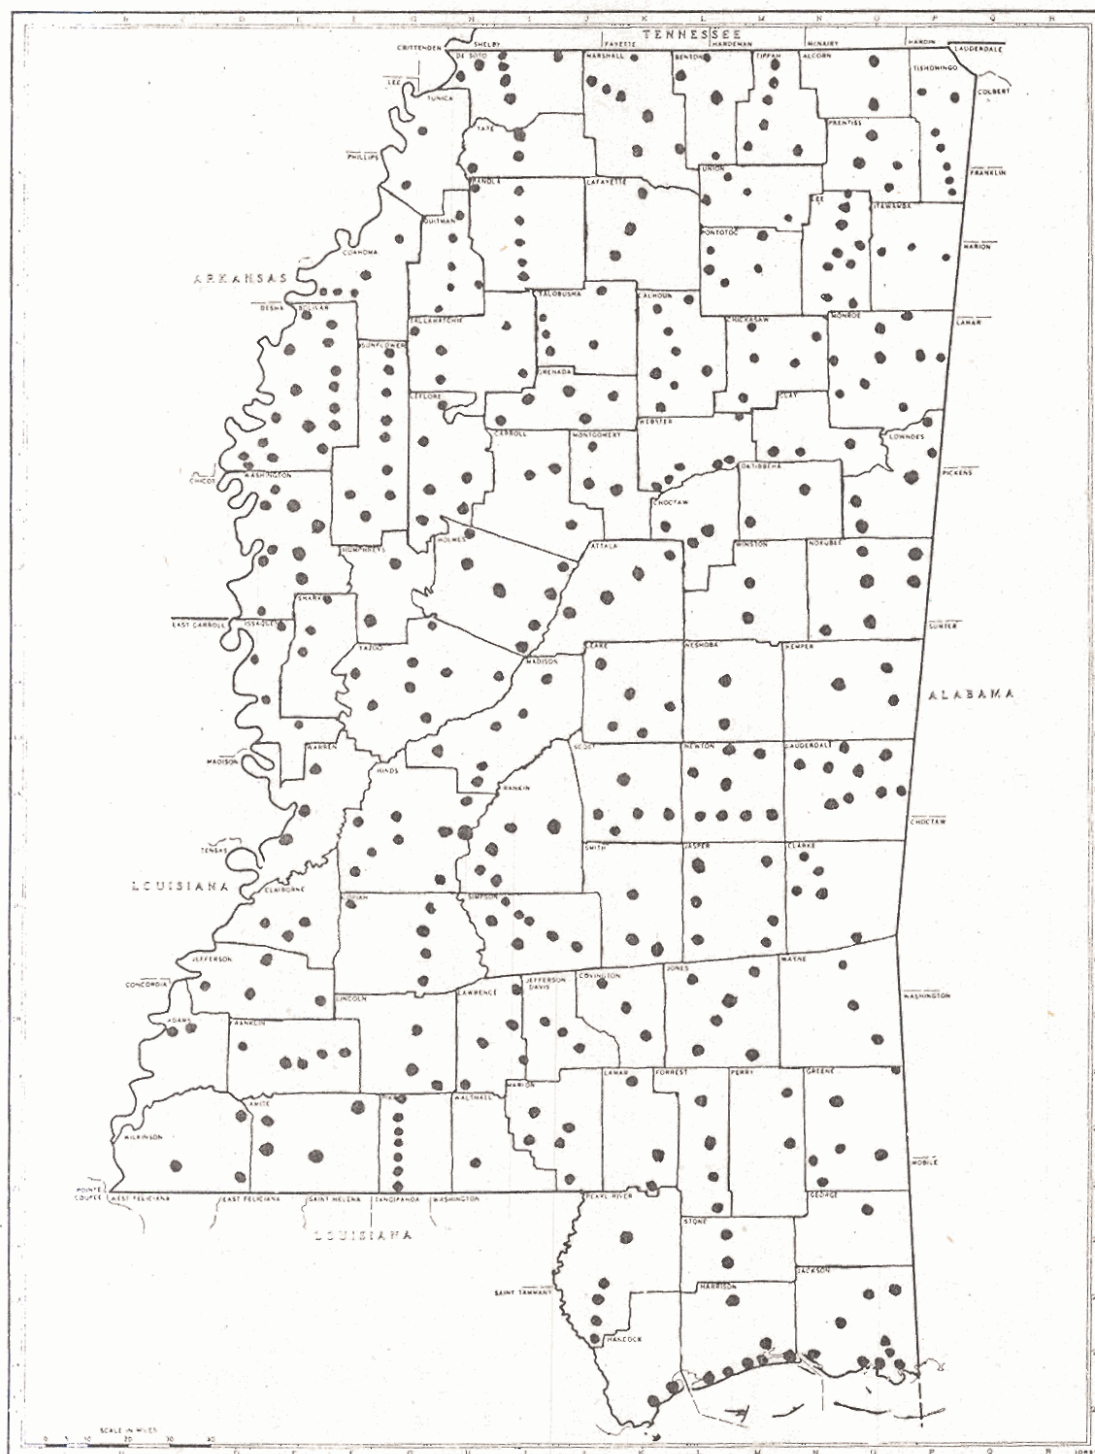 TENNESSEE
SHELBY
FAYETTE
HARDEMAN
MCNAIRY
HARDIN
LAUDERDALE
CRITTENDEN
DE SOTO
MARSHALL
BENTON
TIPPAH
ALCORN
TISHOMINGO
COLBERT
LEE
TUNICA
TATE
PRENTISS
PHILLIPS
FRANKLIN
PANOLA
LAFAYETTE
UNION
LEE
ITAWAMBA
QUITMAN
PONTOTOC
MARION
COAHOMA
ARKANSAS
DESHA
BOLIVAR
TALLAHATCHIE
YALOBUSHA
CALHOUN
CHICKASAW
MONROE
LAMAR
SUNFLOWER
GRENADA
LEFLORE
CLAY
WEBSTER
CARROLL
MONTGOMERY
LOWNDES
CHICOT
WASHINGTON
OKTIBBEHA
PICKENS
CHOCTAW
HUMPHREYS
HOLMES
ATTALA
WINSTON
NOXUBEE
SHARKEY
EAST CARROLL
ISSAQUENA
SUMTER
YAZOO
MADISON
LEAKE
NESHOBA
KEMPER
ALABAMA
WARREN
MADISON
HINDS
SCOTT
NEWTON
LAUDERDALE
RANKIN
CHOCTAW
TENSAS
SMITH
JASPER
CLARKE
LOUISIANA
CLAIBORNE
COPIAH
SIMPSON
JEFFERSON
CONCORDIA
LINCOLN
LAWRENCE
JEFFERSON
DAVIS
COVINGTON
JONES
WAYNE
WASHINGTON
ADAMS
FRANKLIN
MARION
LAMAR
FORREST
PERRY
GREENE
AMITE
PIKE
WALTHALL
WILKINSON
MOBILE
POINTE
COUPEE
WEST FELICIANA
EAST FELICIANA
SAINT HELENA
TANGIPAHOA
WASHINGTON
PEARL RIVER
GEORGE
LOUISIANA
STONE
SAINT TAMMANY
HARRISON
JACKSON
HANCOCK
SCALE IN MILES